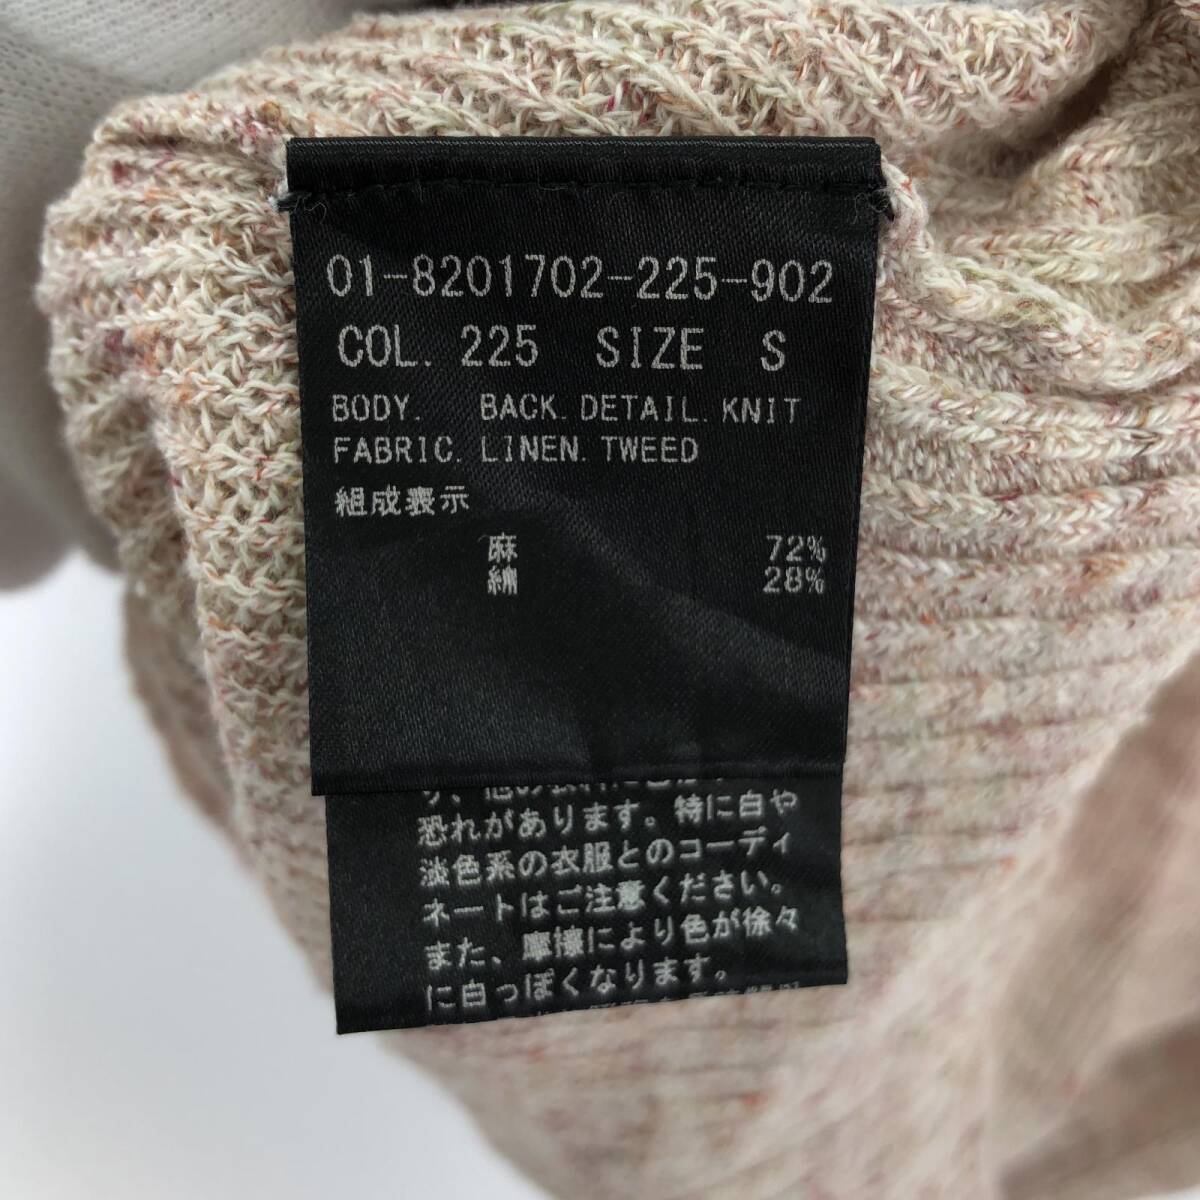 01-8201702-225-902
COL. 225 SIZE S
BODY. BACK.DETAIL.KNIT
FABRIC. LINEN.TWEED
組成表示
麻 72%
綿 28%
恐れがあります。特に白や
淡色系の衣服とのコーディ
ネートはご注意ください。
また、摩擦により色が徐々
に白っぽくなります。